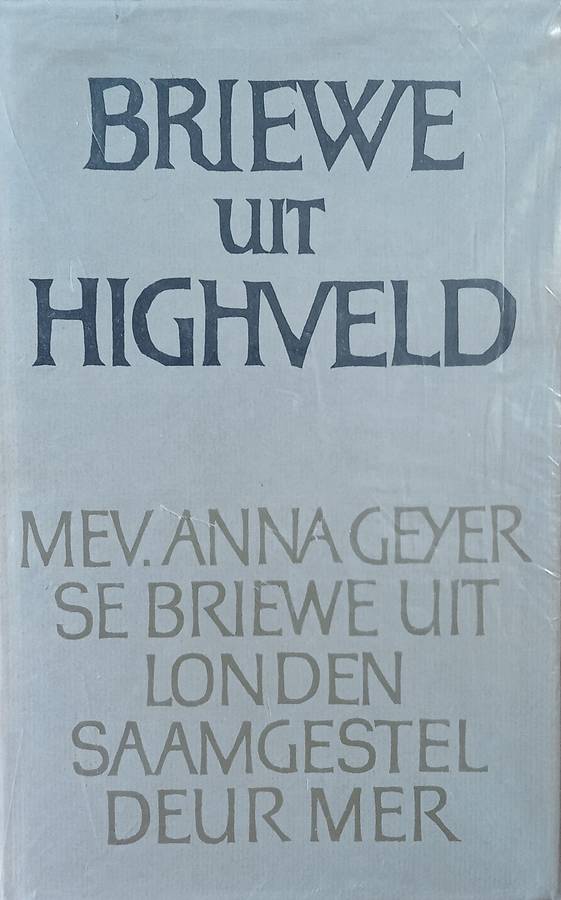 BRIEWE
UIT
HIGHVELD
MEV. ANNA GEYER
SE BRIEWE UIT
LONDEN
SAAMGESTEL
DEUR MER